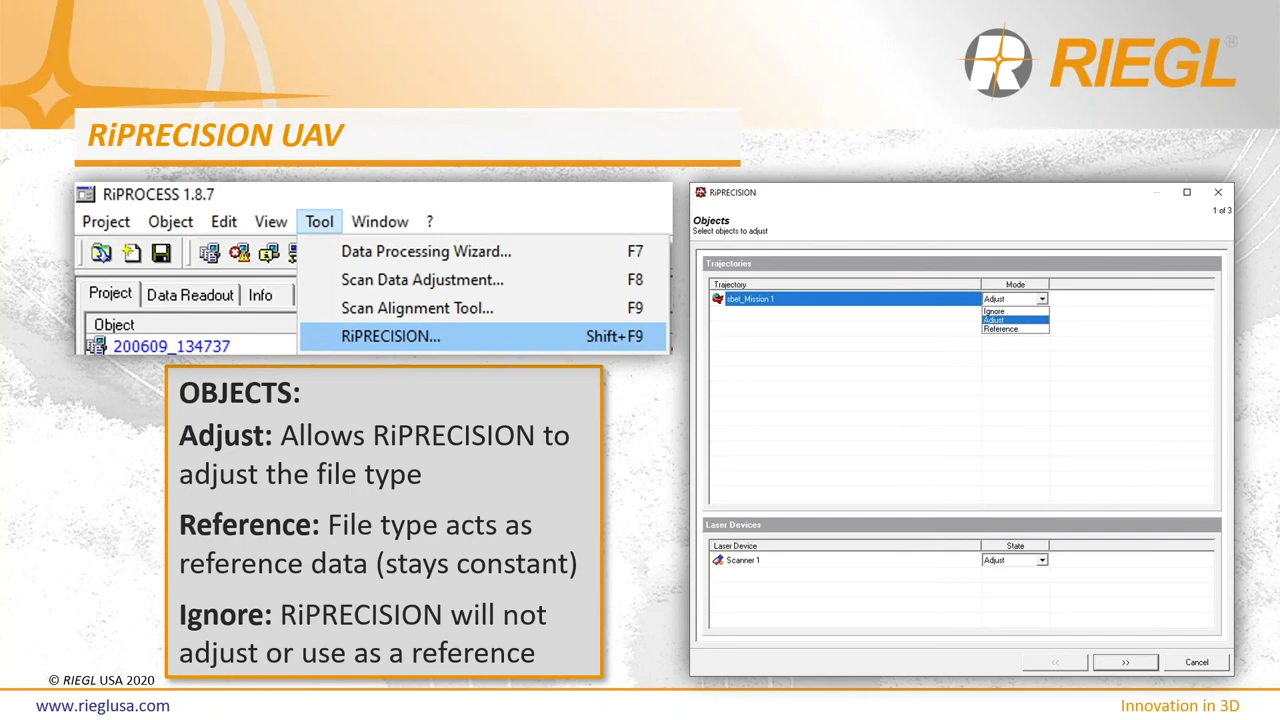 RIEGL®
RiPRECISION UAV
RiPROCESS 1.8.7
Project Object Edit View Tool Window ?
Data Processing Wizard... F7
Scan Data Adjustment... F8
Scan Alignment Tool... F9
RiPRECISION... Shift+F9
Project Data Readout Info
Object
200609_134737
OBJECTS:
Adjust: Allows RiPRECISION to
adjust the file type
Reference: File type acts as
reference data (stays constant)
Ignore: RiPRECISION will not
adjust or use as a reference
RiPRECISION
1 of 3
Objects
Select objects to adjust
Trajectories
Trajectory Mode
sbet_Mission 1 Adjust
Ignore
Adjust
Reference
Laser Devices
Laser Device State
Scanner 1 Adjust
<< >> Cancel
© RIEGL USA 2020
www.rieglusa.com
Innovation in 3D